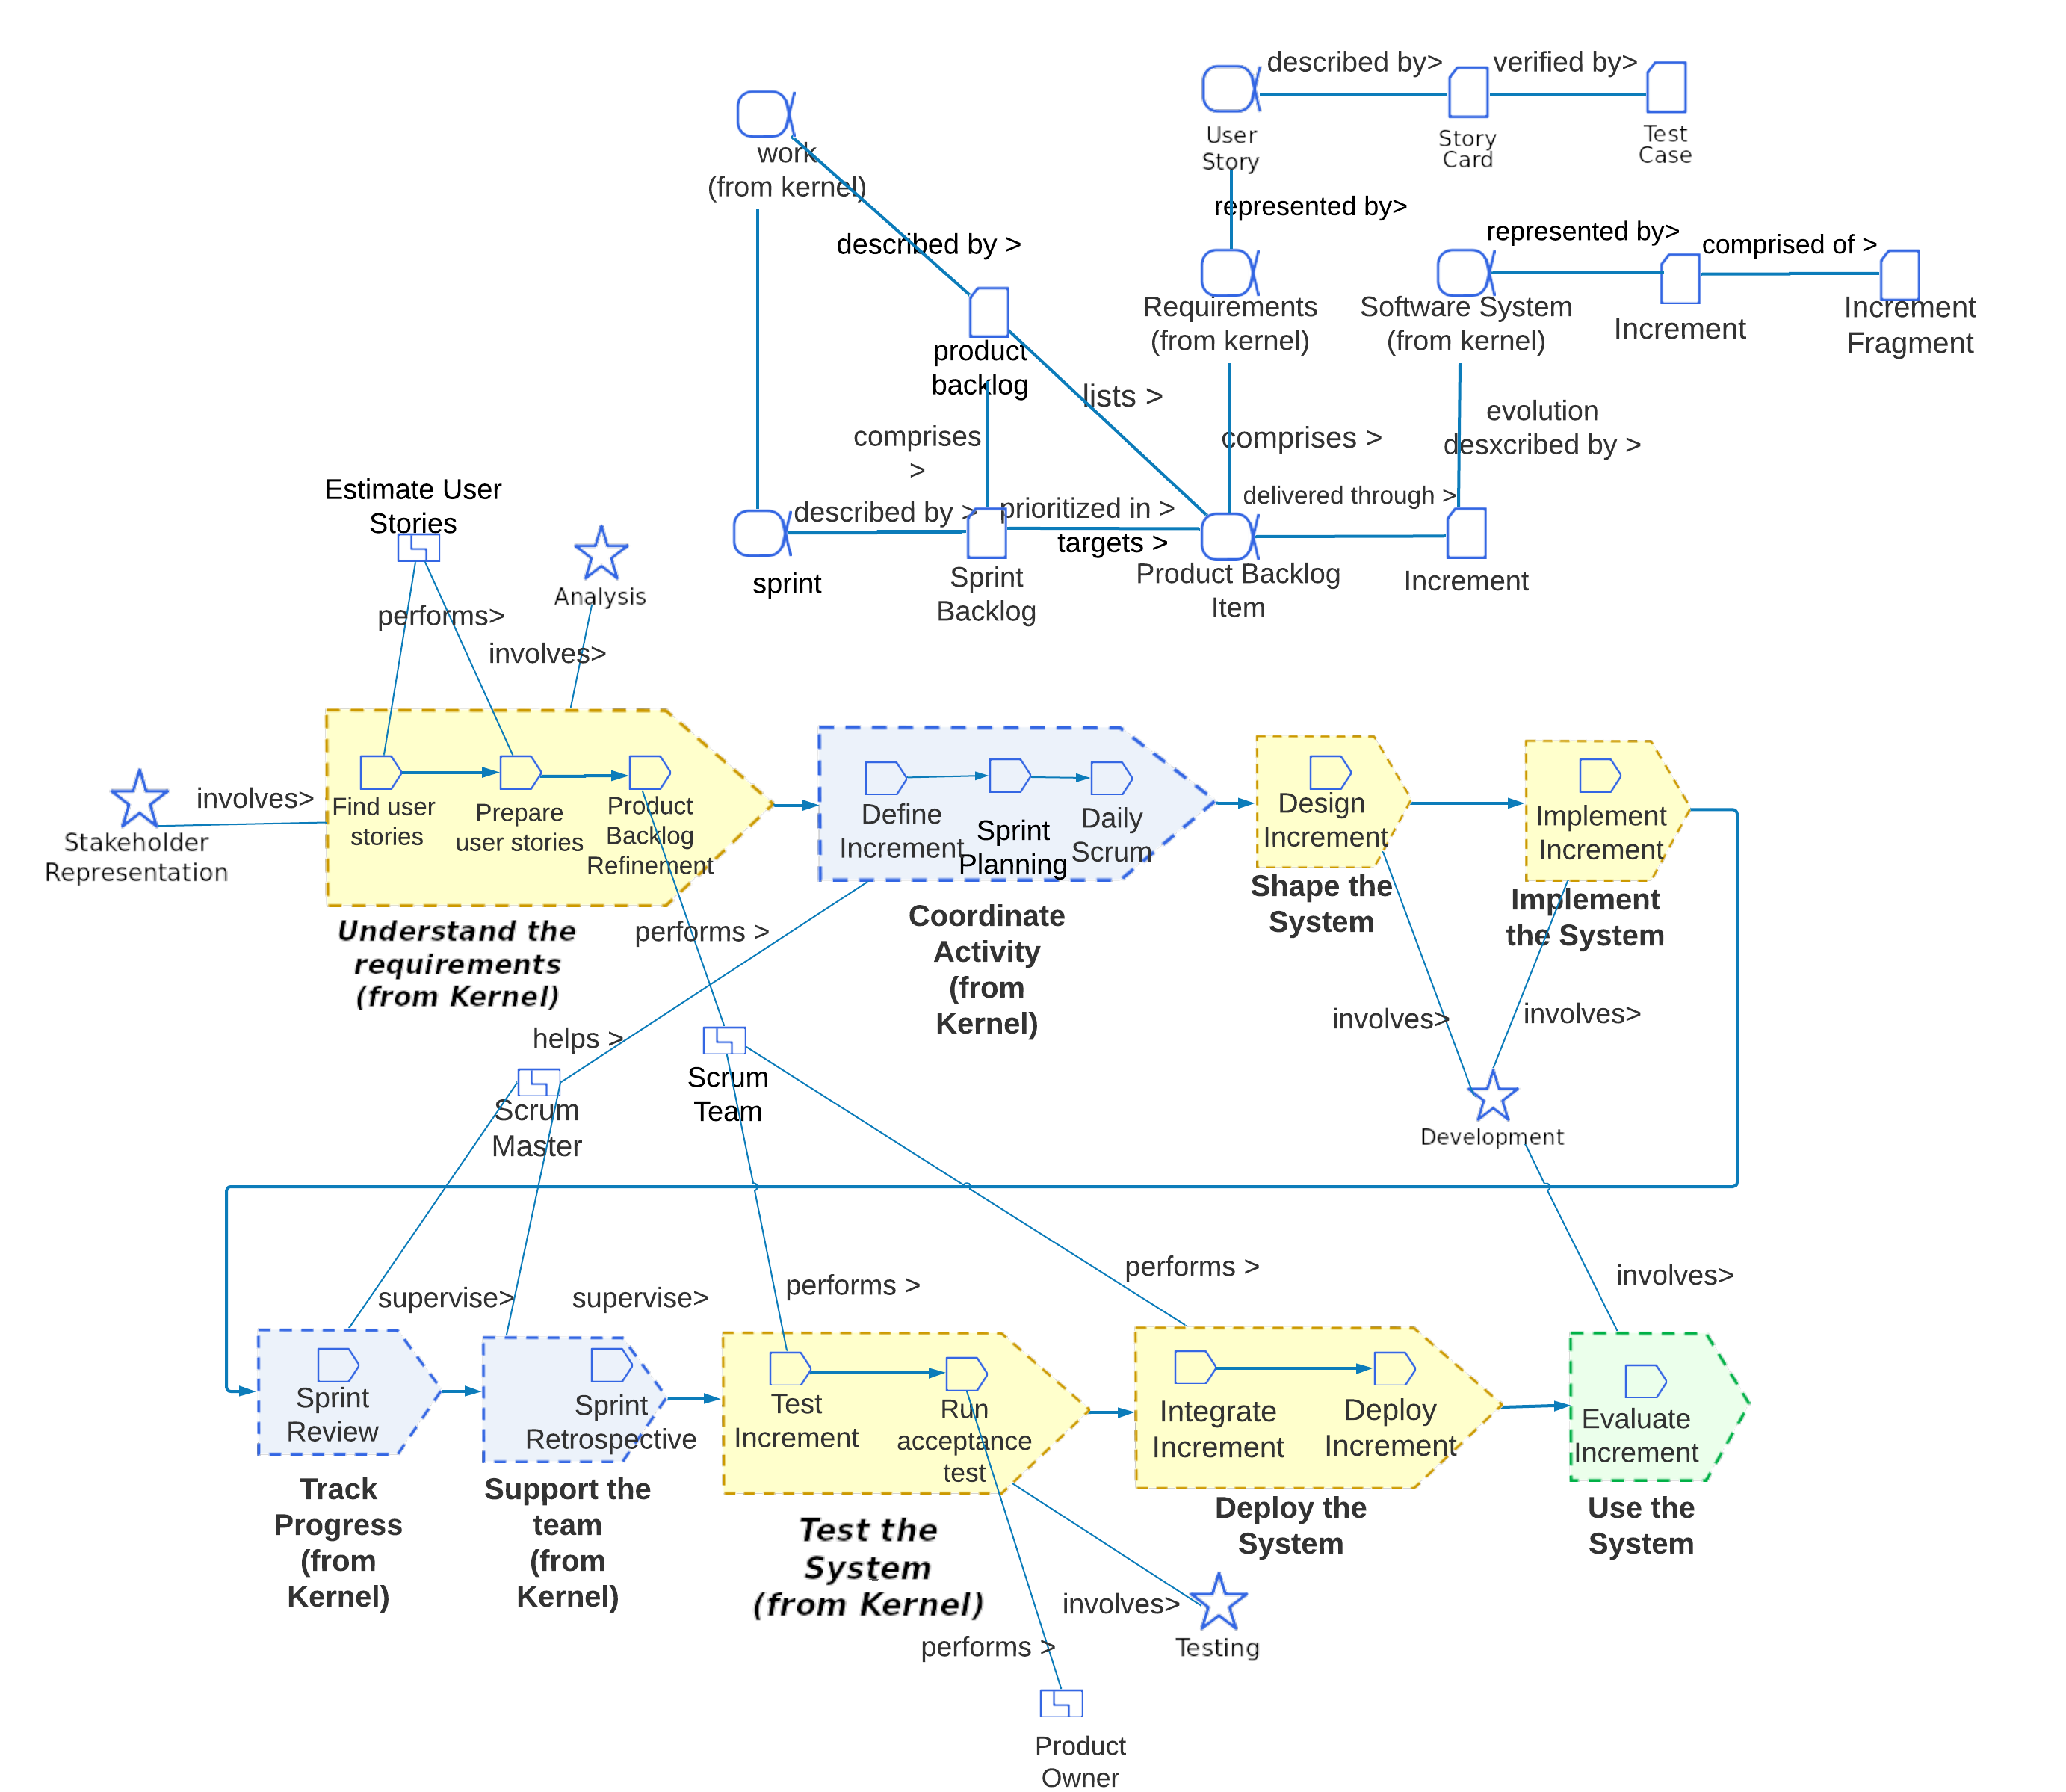 described by>
verified by>
User
Story
Story
Card
Test
Case
work
(from kernel)
represented by>
described by >
represented by>
comprised of >
Requirements
(from kernel)
Software System
(from kernel)
Increment
Increment
Fragment
product
backlog
lists >
comprises
>
comprises >
evolution
desxcribed by >
described by >
prioritized in >
targets >
delivered through >
sprint
Sprint
Backlog
Product Backlog
Item
Increment
Estimate User
Stories
Analysis
performs>
involves>
Stakeholder
Representation
involves>
Find user
stories
Prepare
user stories
Product
Backlog
Refinement
Understand the
requirements
(from Kernel)
Define
Increment
Sprint
Planning
Daily
Scrum
Coordinate
Activity
(from
Kernel)
Design
Increment
Shape the
System
Implement
Increment
Implement
the System
performs >
helps >
Scrum
Master
Scrum
Team
involves>
involves>
Development
supervise>
supervise>
performs >
performs >
involves>
Sprint
Review
Track
Progress
(from
Kernel)
Sprint
Retrospective
Support the
team
(from
Kernel)
Test
Increment
Run
acceptance
test
Test the
System
(from Kernel)
Integrate
Increment
Deploy
Increment
Deploy the
System
Evaluate
Increment
Use the
System
involves>
Testing
performs >
Product
Owner